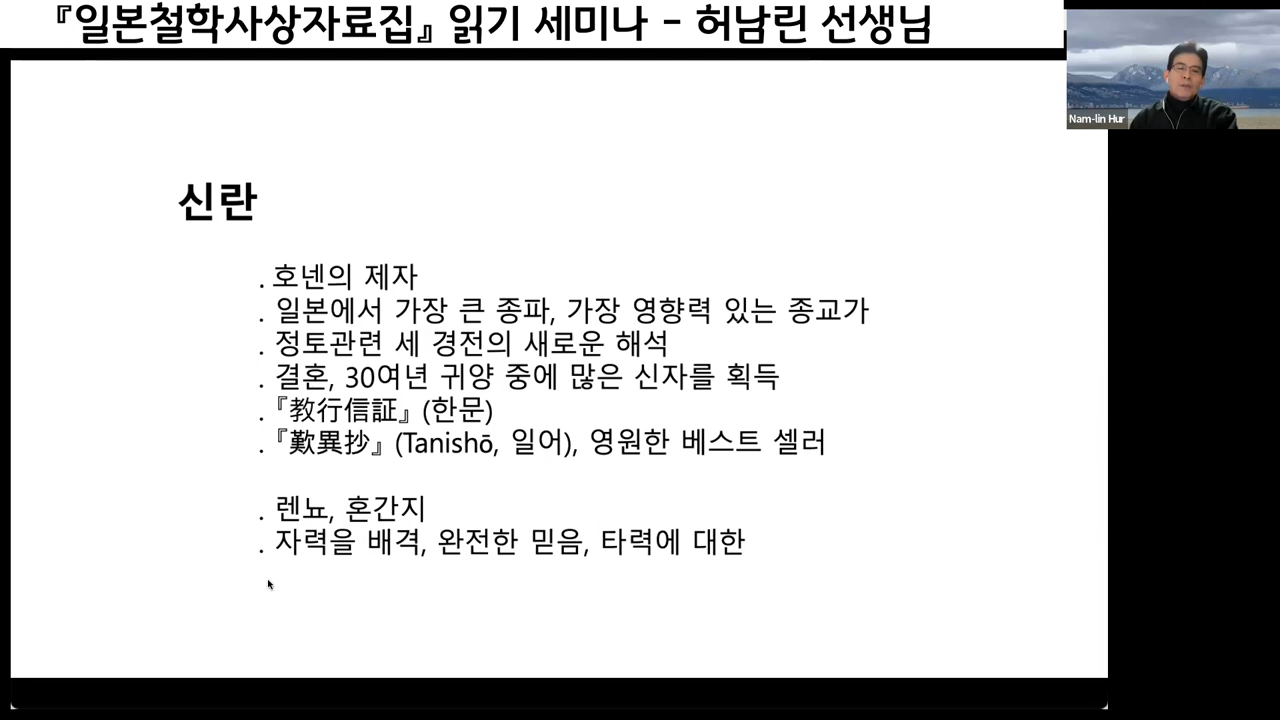 『일본철학사상자료집』 읽기 세미나 - 허남린 선생님
Nam-lin Hur
신란
. 호넨의 제자
. 일본에서 가장 큰 종파, 가장 영향력 있는 종교가
. 정토관련 세 경전의 새로운 해석
. 결혼, 30여년 귀양 중에 많은 신자를 획득
. 『教行信証』 (한문)
. 『歎異抄』 (Tanishō, 일어), 영원한 베스트 셀러
. 렌뇨, 혼간지
. 자력을 배격, 완전한 믿음, 타력에 대한